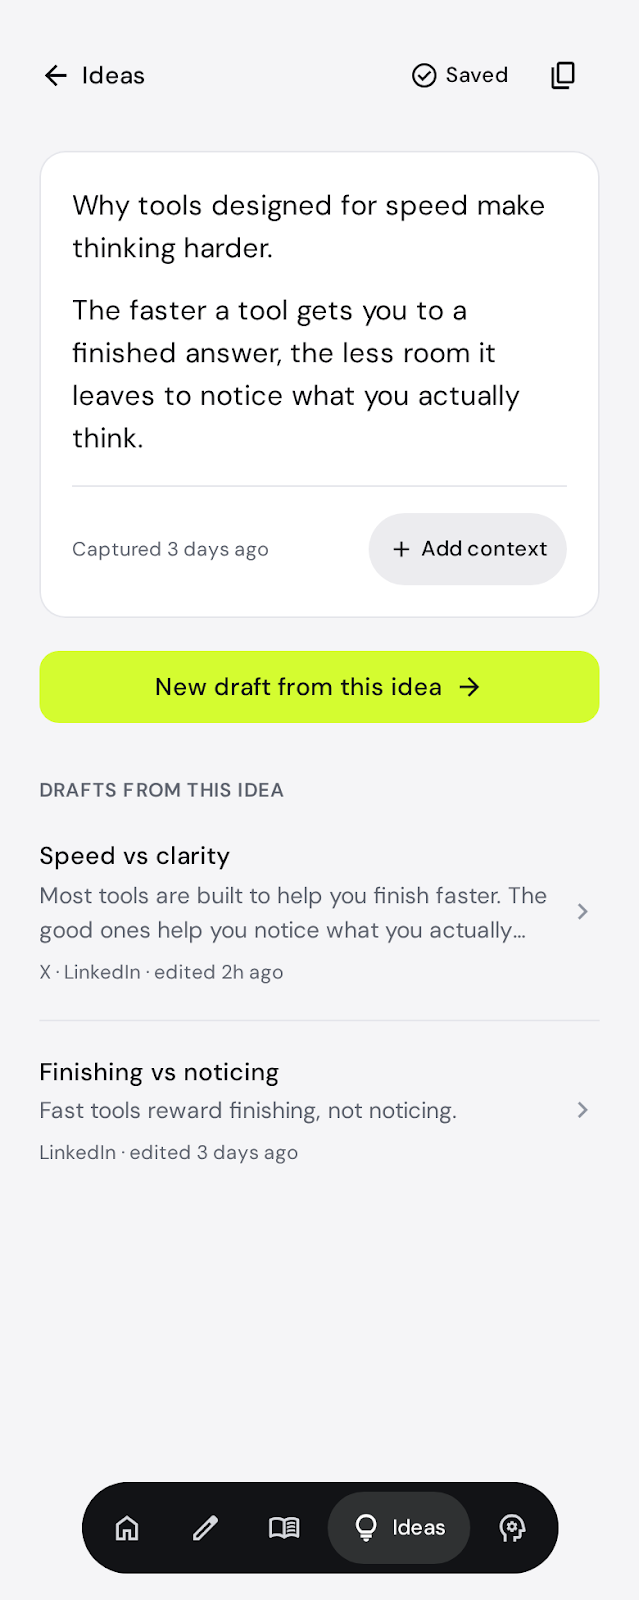 Ideas
Saved
Why tools designed for speed make
thinking harder.
The faster a tool gets you to a
finished answer, the less room it
leaves to notice what you actually
think.
Captured 3 days ago
+ Add context
New draft from this idea →
DRAFTS FROM THIS IDEA
Speed vs clarity
Most tools are built to help you finish faster. The
good ones help you notice what you actually...
X · LinkedIn · edited 2h ago
Finishing vs noticing
Fast tools reward finishing, not noticing.
LinkedIn · edited 3 days ago
Ideas